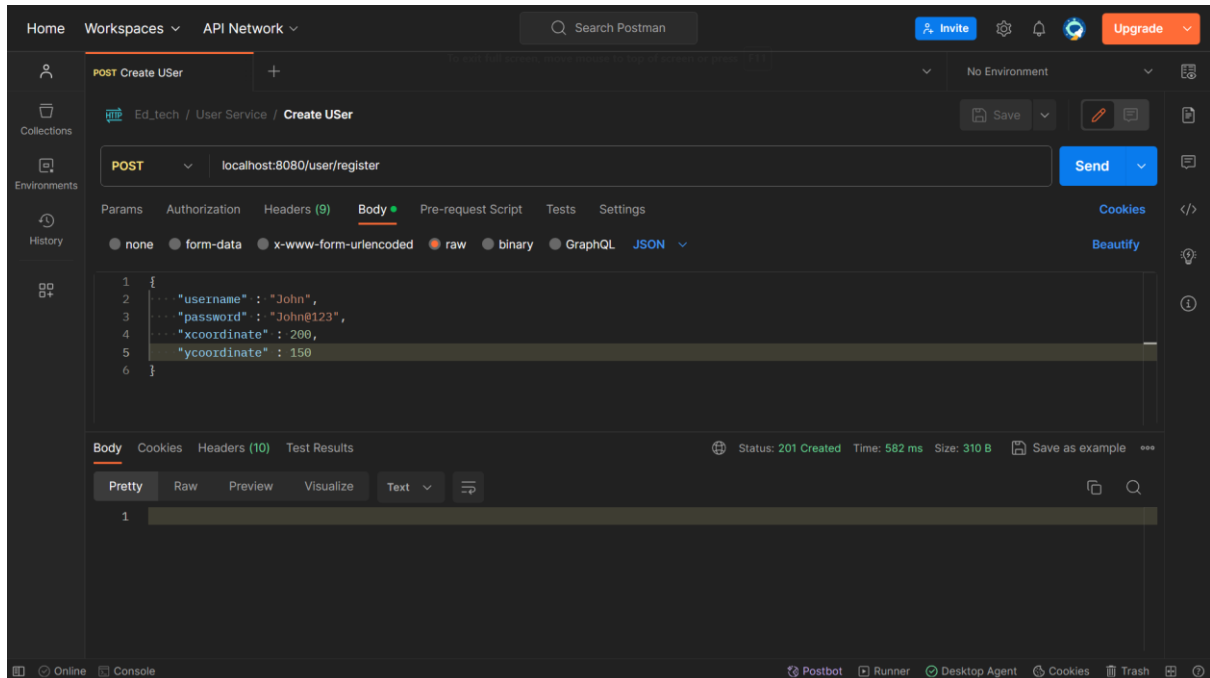 Home Workspaces API Network Search Postman Invite Upgrade
POST Create USer No Environment
HTTP Ed_tech / User Service / Create USer Save
Collections
Environments
History
POST localhost:8080/user/register Send
Params Authorization Headers (9) Body Pre-request Script Tests Settings Cookies
none form-data x-www-form-urlencoded raw binary GraphQL JSON Beautify
1 {
2 "username" : "John",
3 "password" : "John@123",
4 "xcoordinate" : 200,
5 "ycoordinate" : 150
6 }
Body Cookies Headers (10) Test Results Status: 201 Created Time: 582 ms Size: 310 B Save as example
Pretty Raw Preview Visualize Text
1
Online Console Postbot Runner Desktop Agent Cookies Trash